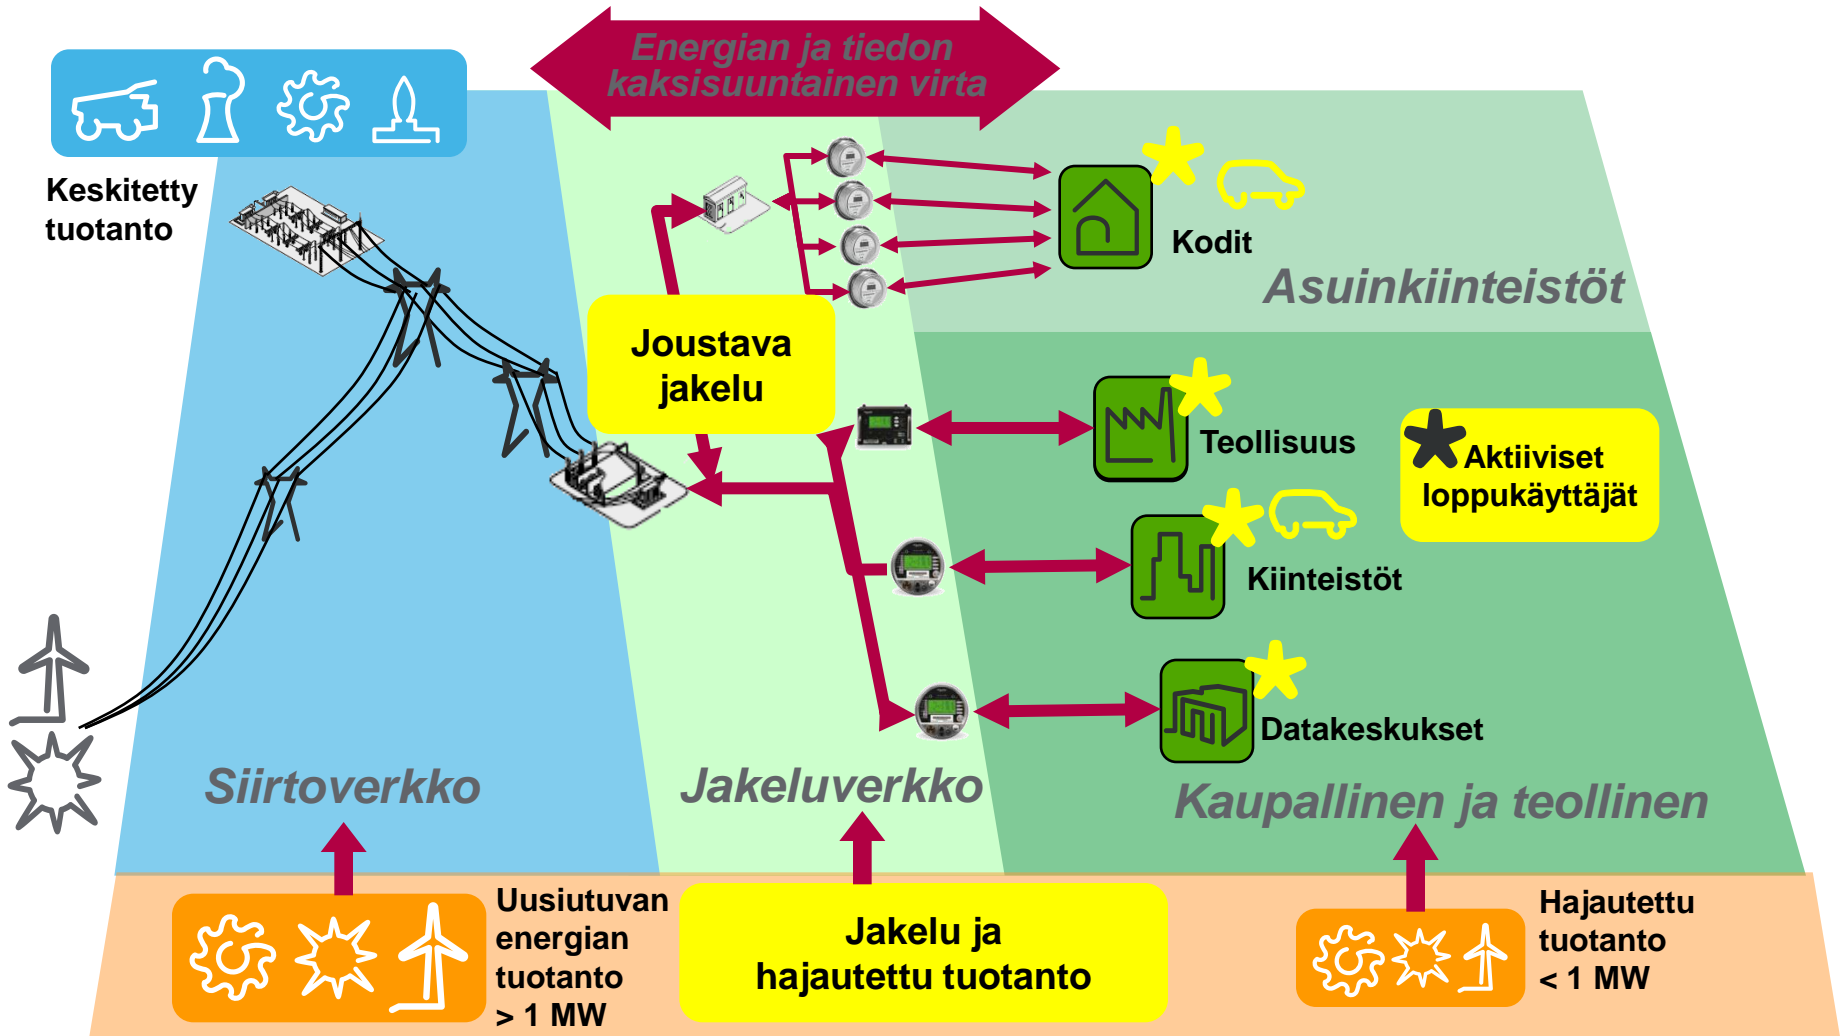 Energian ja tiedon
kaksisuuntainen virta
Keskitetty
tuotanto
Kodit
Asuinkiinteistöt
Joustava
jakelu
Teollisuus
Aktiiviset
loppukäyttäjät
Kiinteistöt
Datakeskukset
Siirtoverkko
Jakeluverkko
Kaupallinen ja teollinen
Uusiutuvan
energian
tuotanto
> 1 MW
Jakelu ja
hajautettu tuotanto
Hajautettu
tuotanto
< 1 MW